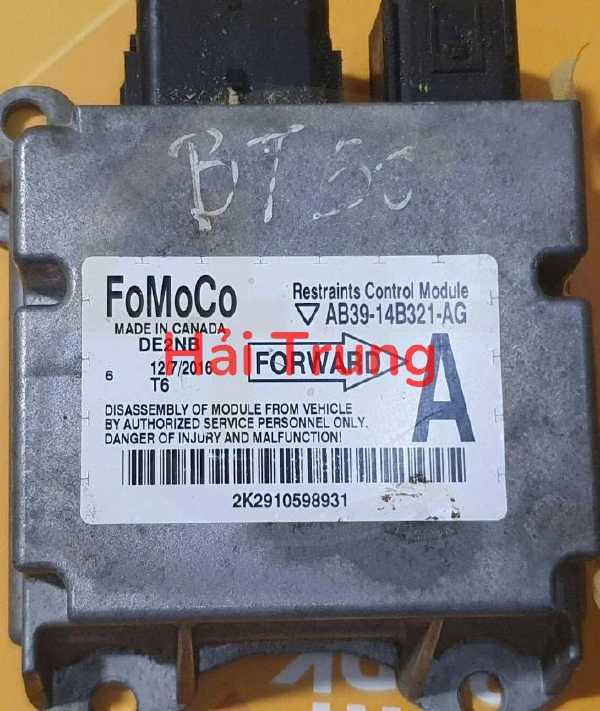 BT50
FoMoCo
MADE IN CANADA
DE2NB
6 12/7/2016
T6
Restraints Control Module
AB39-14B321-AG
FORWARD
A
Hải Trung
DISASSEMBLY OF MODULE FROM VEHICLE
BY AUTHORIZED SERVICE PERSONNEL ONLY,
DANGER OF INJURY AND MALFUNCTION!
2K2910598931